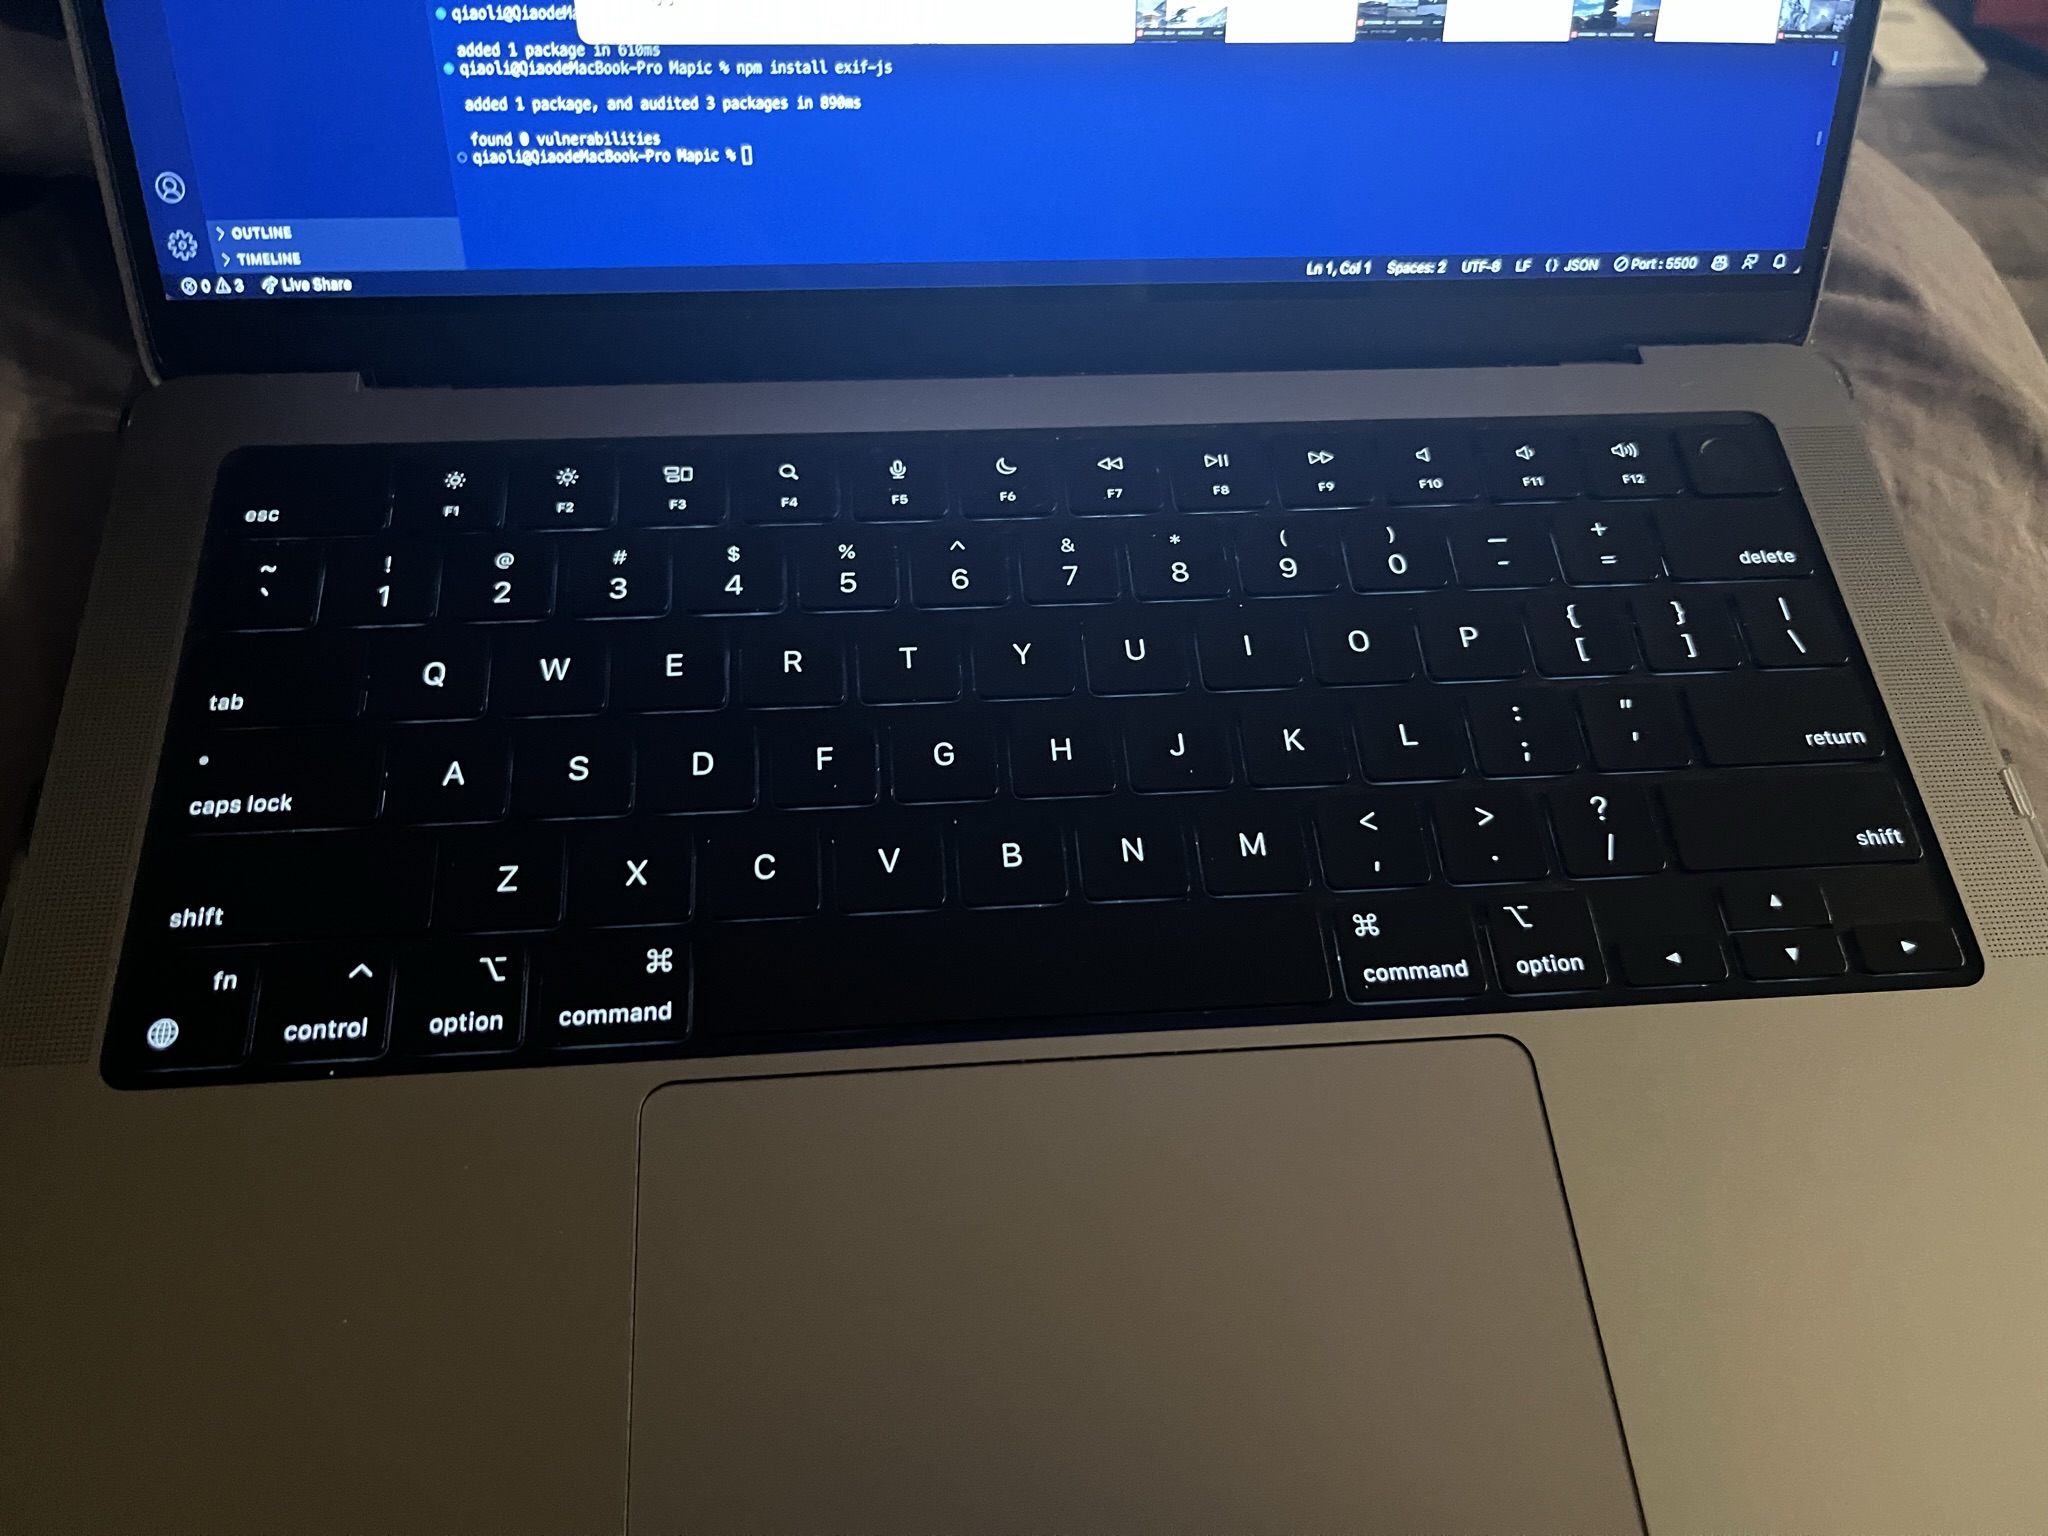 qiaoli@QiaodeMa
added 1 package in 610ms
qiaoli@QiaodeMacBook-Pro Mapic % npm install exif-js
added 1 package, and audited 3 packages in 890ms
found 0 vulnerabilities
qiaoli@QiaodeMacBook-Pro Mapic %
OUTLINE
TIMELINE
0 3 Live Share
Ln 1, Col 1 Spaces: 2 UTF-8 LF {} JSON Port : 5500
esc F1 F2 F3 F4 F5 F6 F7 F8 F9 F10 F11 F12
~ ! @ # $ % ^ & * ( ) — +
` 1 2 3 4 5 6 7 8 9 0 - = delete
tab Q W E R T Y U I O P { [ } ] | \
caps lock A S D F G H J K L : ; " ' return
shift Z X C V B N M < , > . ? / shift
fn ^ ⌥ ⌘ ⌘ ⌥ ▲
control option command command option ◀ ▼ ▶